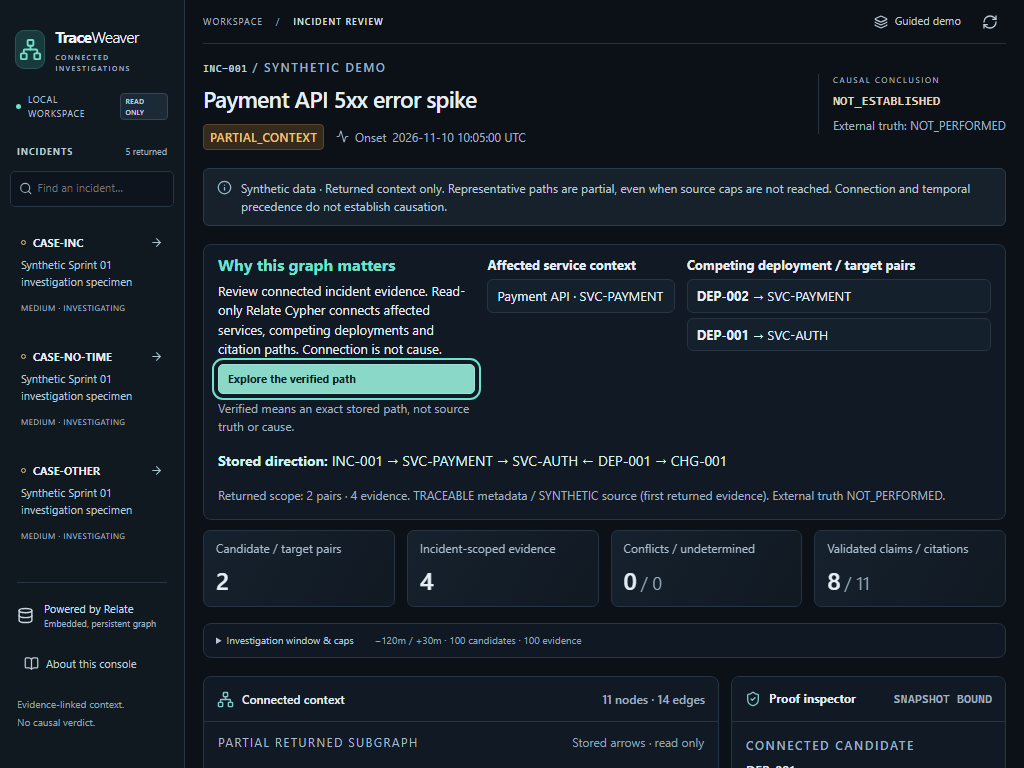 TraceWeaver
CONNECTED
INVESTIGATIONS
LOCAL
WORKSPACE
READ
ONLY
INCIDENTS
5 returned
Find an incident...
CASE-INC →
Synthetic Sprint 01
investigation specimen
MEDIUM · INVESTIGATING
CASE-NO-TIME →
Synthetic Sprint 01
investigation specimen
MEDIUM · INVESTIGATING
CASE-OTHER →
Synthetic Sprint 01
investigation specimen
MEDIUM · INVESTIGATING
Powered by Relate
Embedded, persistent graph
About this console
Evidence-linked context.
No causal verdict.
WORKSPACE / INCIDENT REVIEW
Guided demo
INC-001 / SYNTHETIC DEMO
Payment API 5xx error spike
PARTIAL_CONTEXT
Onset 2026-11-10 10:05:00 UTC
CAUSAL CONCLUSION
NOT_ESTABLISHED
External truth: NOT_PERFORMED
Synthetic data · Returned context only. Representative paths are partial, even when source caps are not reached. Connection and temporal
precedence do not establish causation.
Why this graph matters
Review connected incident evidence. Read-
only Relate Cypher connects affected
services, competing deployments and
citation paths. Connection is not cause.
Explore the verified path
Verified means an exact stored path, not source
truth or cause.
Affected service context
Payment API · SVC-PAYMENT
Competing deployment / target pairs
DEP-002 → SVC-PAYMENT
DEP-001 → SVC-AUTH
Stored direction: INC-001 → SVC-PAYMENT → SVC-AUTH ← DEP-001 → CHG-001
Returned scope: 2 pairs · 4 evidence. TRACEABLE metadata / SYNTHETIC source (first returned evidence). External truth NOT_PERFORMED.
Candidate / target pairs
2
Incident-scoped evidence
4
Conflicts / undetermined
0 / 0
Validated claims / citations
8 / 11
▶ Investigation window & caps −120m / +30m · 100 candidates · 100 evidence
Connected context
11 nodes · 14 edges
PARTIAL RETURNED SUBGRAPH
Stored arrows · read only
Proof inspector
SNAPSHOT BOUND
CONNECTED CANDIDATE
DEP-001